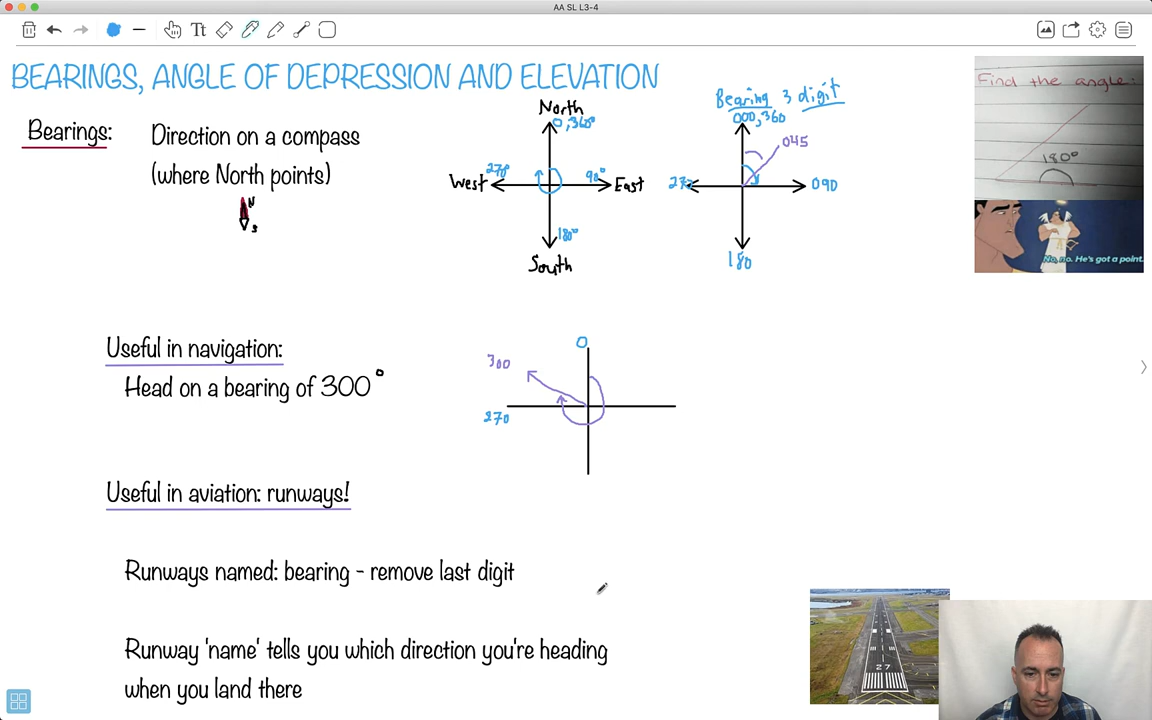 AA SL L3-4
Tt
BEARINGS, ANGLE OF DEPRESSION AND ELEVATION
Bearings:
Direction on a compass
(where North points)
N
S
North
0,360°
270°
West
90°
East
180°
South
Bearing 3 digit
000,360
045
270
090
180
Find the angle:
180°
No, no. He's got a point.
Useful in navigation:
Head on a bearing of 300°
0
300
270
Useful in aviation: runways!
Runways named: bearing - remove last digit
Runway 'name' tells you which direction you're heading
when you land there
27